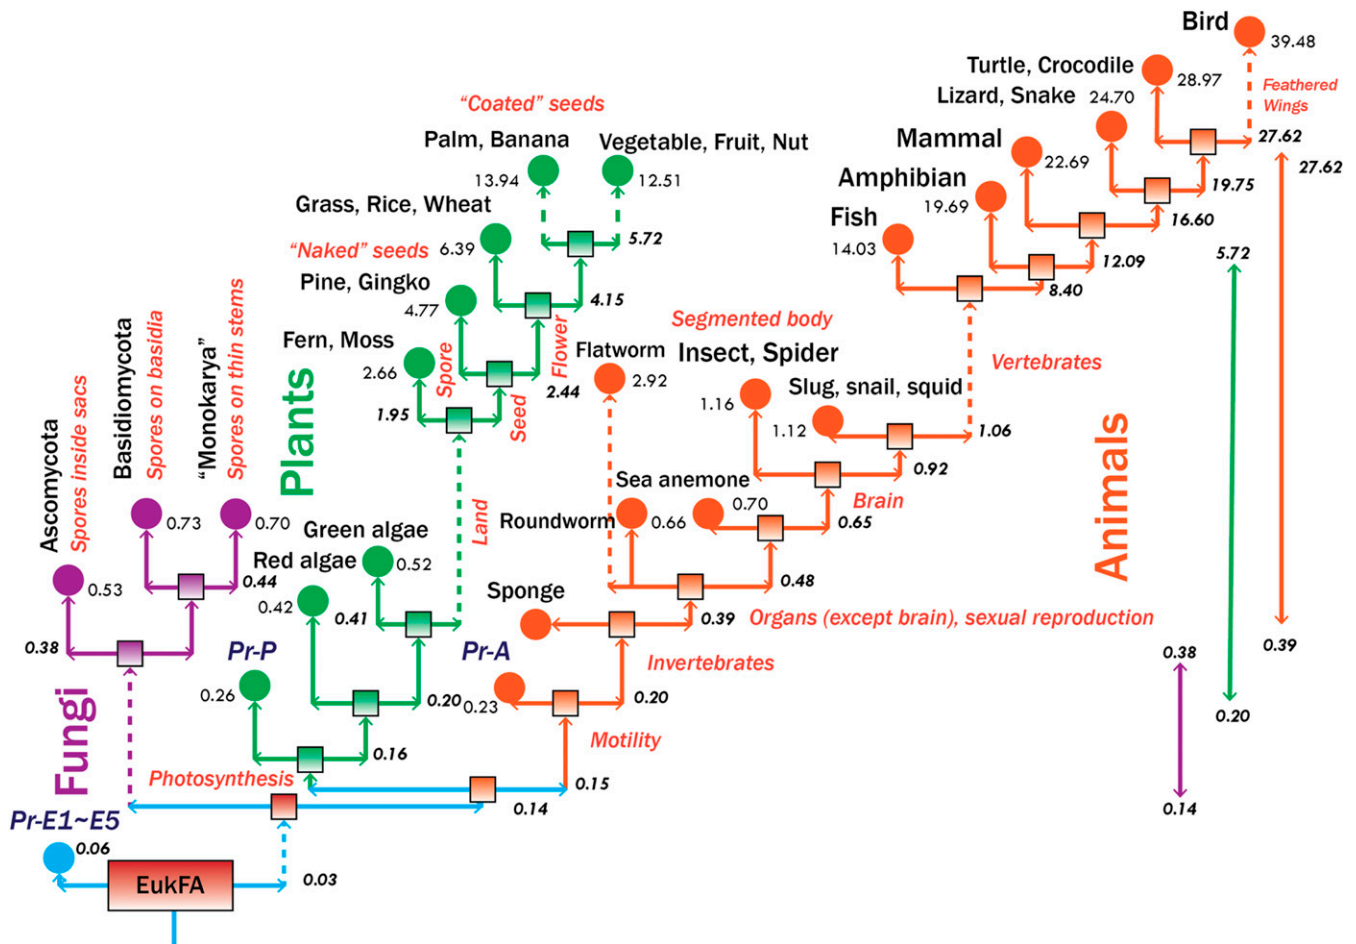 Bird
39.48
Turtle, Crocodile
28.97
Feathered
Wings
Lizard, Snake
24.70
27.62
27.62
"Coated" seeds
Palm, Banana
Vegetable, Fruit, Nut
13.94
12.51
Mammal
22.69
19.75
Amphibian
19.69
16.60
Grass, Rice, Wheat
6.39
5.72
Fish
14.03
12.09
5.72
"Naked" seeds
Pine, Gingko
4.77
4.15
8.40
Segmented body
Fern, Moss
2.66
Spore
Flower
Flatworm
2.92
Insect, Spider
Vertebrates
Slug, snail, squid
1.95
Seed
2.44
1.16
1.12
1.06
Plants
Animals
Ascomycota
Spores inside sacs
Basidiomycota
Spores on basidia
"Monokarya"
Spores on thin stems
0.92
Sea anemone
0.70
Brain
0.73
0.70
Land
Roundworm
0.66
0.65
Green algae
0.52
Red algae
0.53
0.44
0.42
0.41
Sponge
0.48
0.39
Organs (except brain), sexual reproduction
0.38
Pr-P
Pr-A
Invertebrates
0.38
0.39
0.26
0.20
0.23
0.20
0.20
Fungi
0.16
Motility
Photosynthesis
0.15
0.14
0.14
Pr-E1~E5
0.06
EukFA
0.03